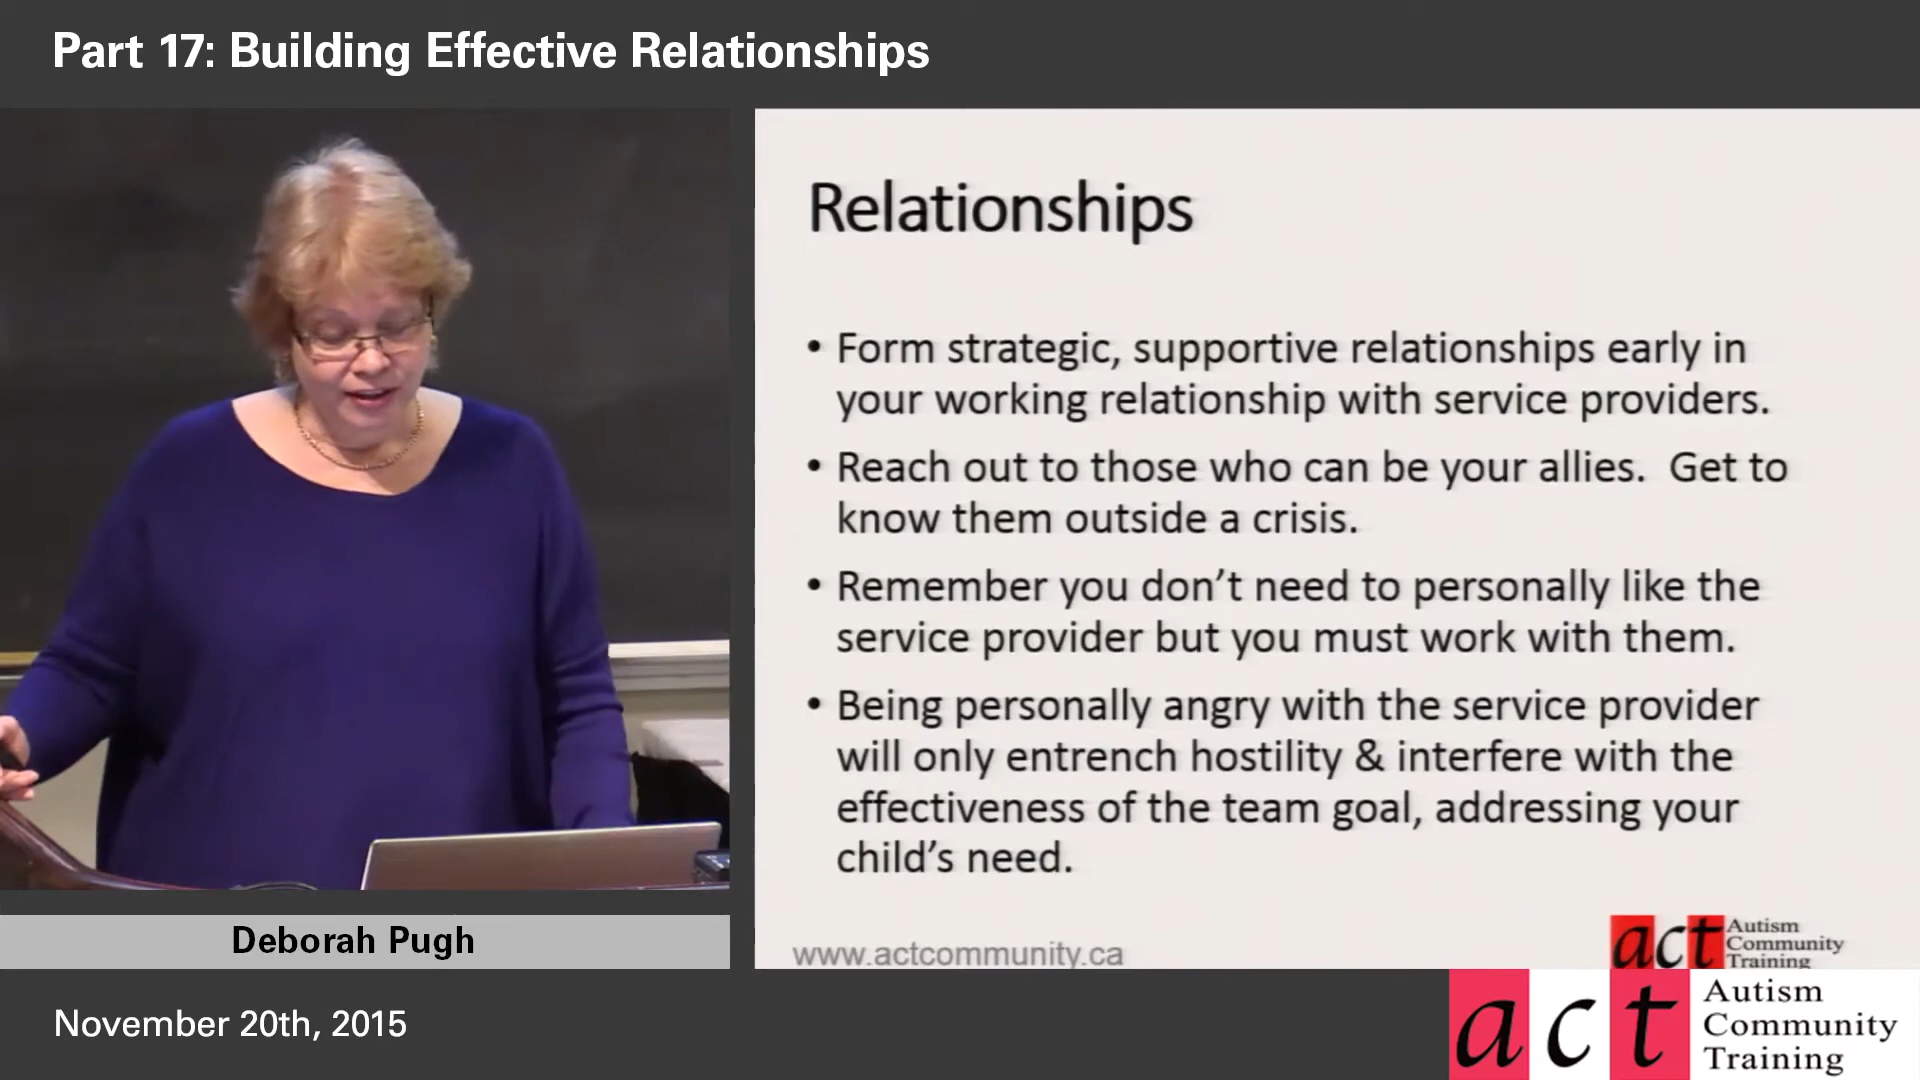 Part 17: Building Effective Relationships
Relationships
• Form strategic, supportive relationships early in
your working relationship with service providers.
• Reach out to those who can be your allies.  Get to
know them outside a crisis.
• Remember you don’t need to personally like the
service provider but you must work with them.
• Being personally angry with the service provider
will only entrench hostility & interfere with the
effectiveness of the team goal, addressing your
child’s need.
www.actcommunity.ca
act Autism
Community
Training
Deborah Pugh
November 20th, 2015
act Autism
Community
Training